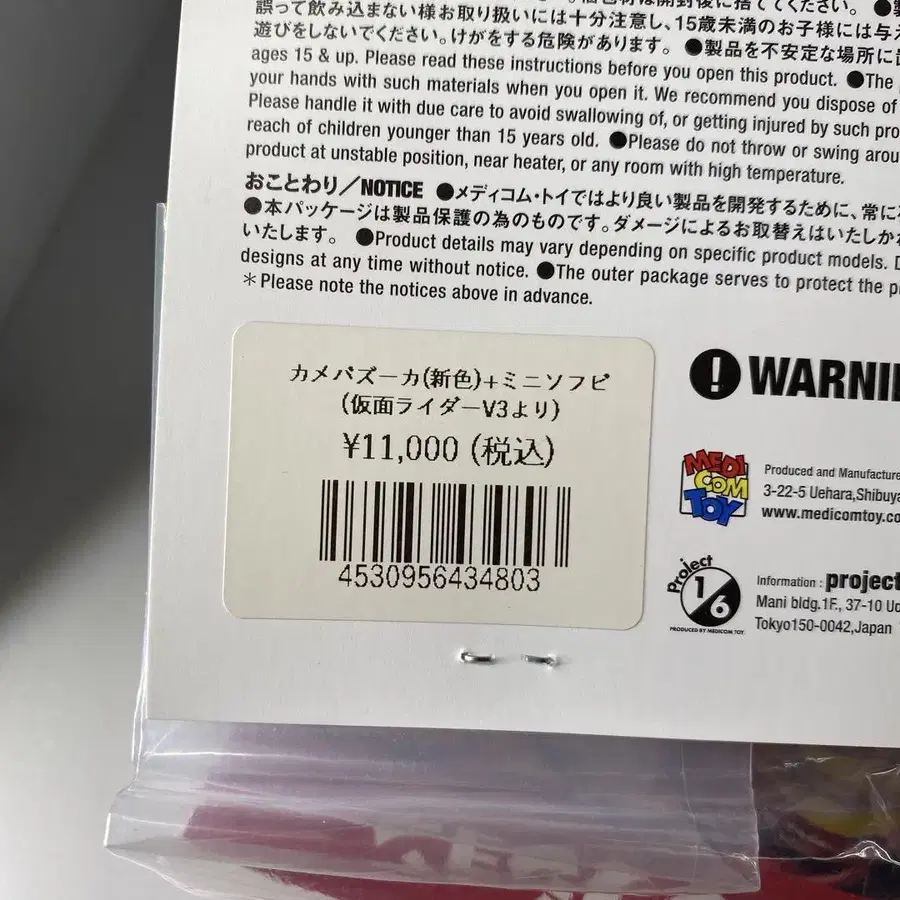 誤って飲み込まない様お取り扱いには十分注意し、15歳未満のお子様には与え
遊びをしないでください。けがをする危険があります。 ●製品を不安定な場所に
ages 15 & up. Please read these instructions before you open this product. ●The
your hands with such materials when you open it. We recommend you dispose of
Please handle it with due care to avoid swallowing of, or getting injured by such pro
reach of children younger than 15 years old. ●Please do not throw or swing arou
product at unstable position, near heater, or any room with high temperature.
おことわり/NOTICE ●メディコム・トイではより良い製品を開発するために、常に
●本パッケージは製品保護の為のものです。ダメージによるお取替えはいたしか
いたします。 ●Product details may vary depending on specific product models. D
designs at any time without notice. ●The outer package serves to protect the p
＊Please note the notices above in advance.
カメバズーカ(新色)+ミニソフビ
(仮面ライダーV3より)
¥11,000 (税込)
4530956434803
WARNIN
MEDI
COM
TOY
Produced and Manufacture
3-22-5 Uehara,Shibuya
www.medicomtoy.co
Project
1/6
PRODUCED BY MEDICOM TOY
Information : project
Mani bldg.1F., 37-10 Ud
Tokyo150-0042,Japan